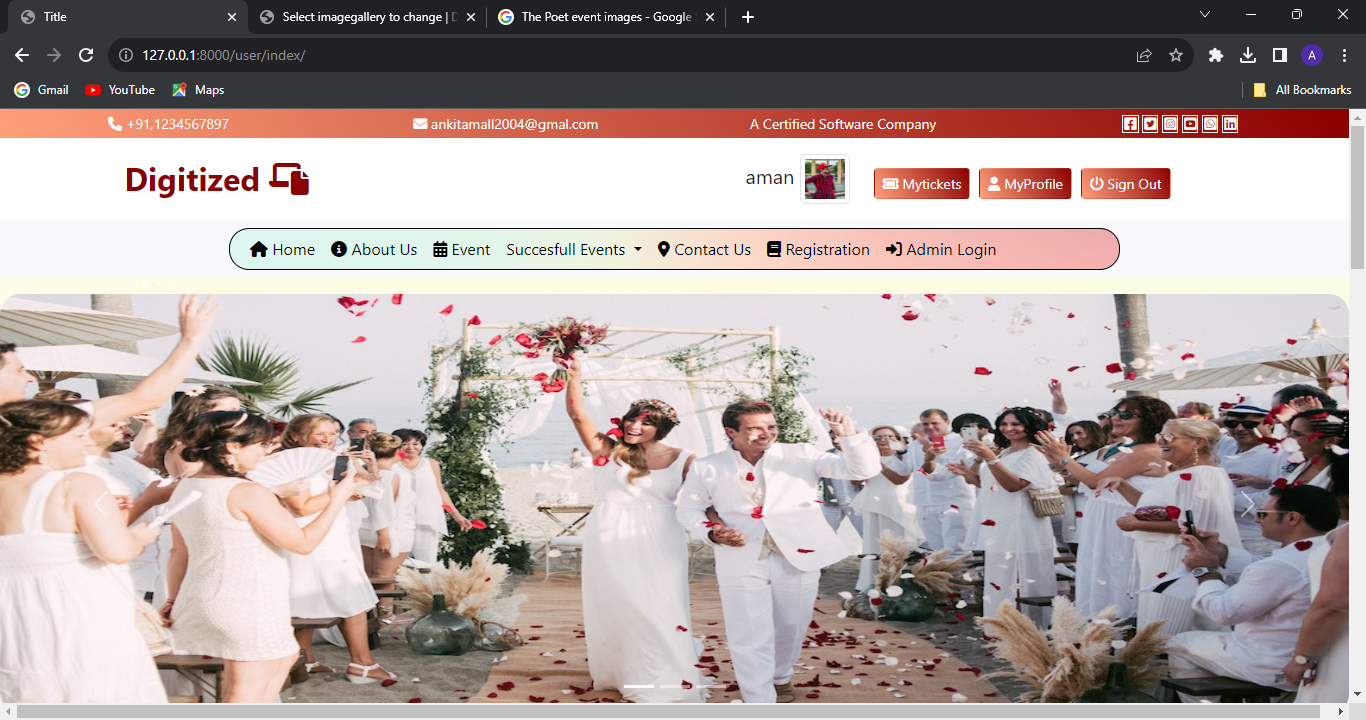 Title
Select imagegallery to change | D
The Poet event images - Google S
127.0.0.1:8000/user/index/
A
Gmail
YouTube
Maps
All Bookmarks
+91,1234567897
ankitamall2004@gmal.com
A Certified Software Company
Digitized
aman
Mytickets
MyProfile
Sign Out
Home
About Us
Event
Succesfull Events
Contact Us
Registration
Admin Login